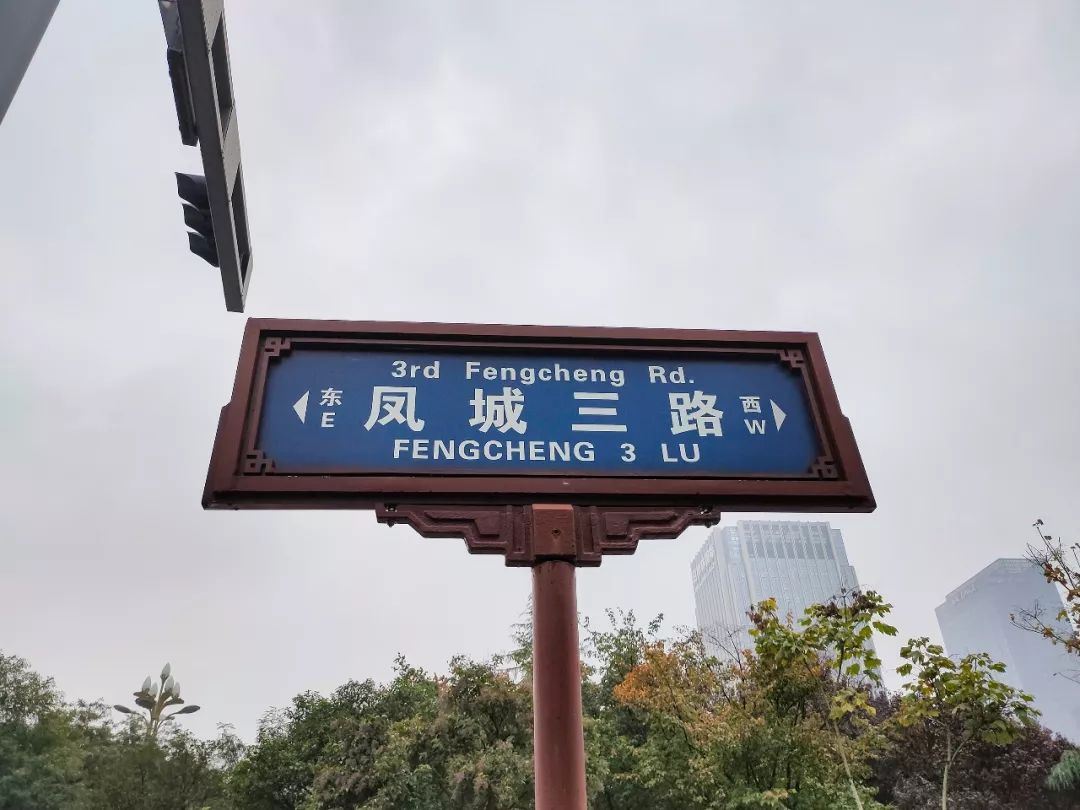 3rd Fengcheng Rd.
东 凤城三路 西
E W
FENGCHENG 3 LU